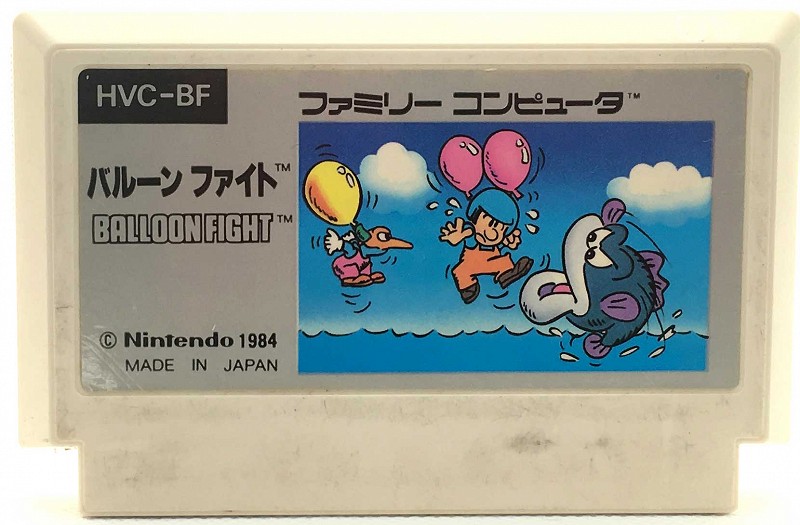 HVC-BF
ファミリー コンピュータ™
バルーン ファイト™
BALLOON FIGHT™
© Nintendo 1984
MADE IN JAPAN